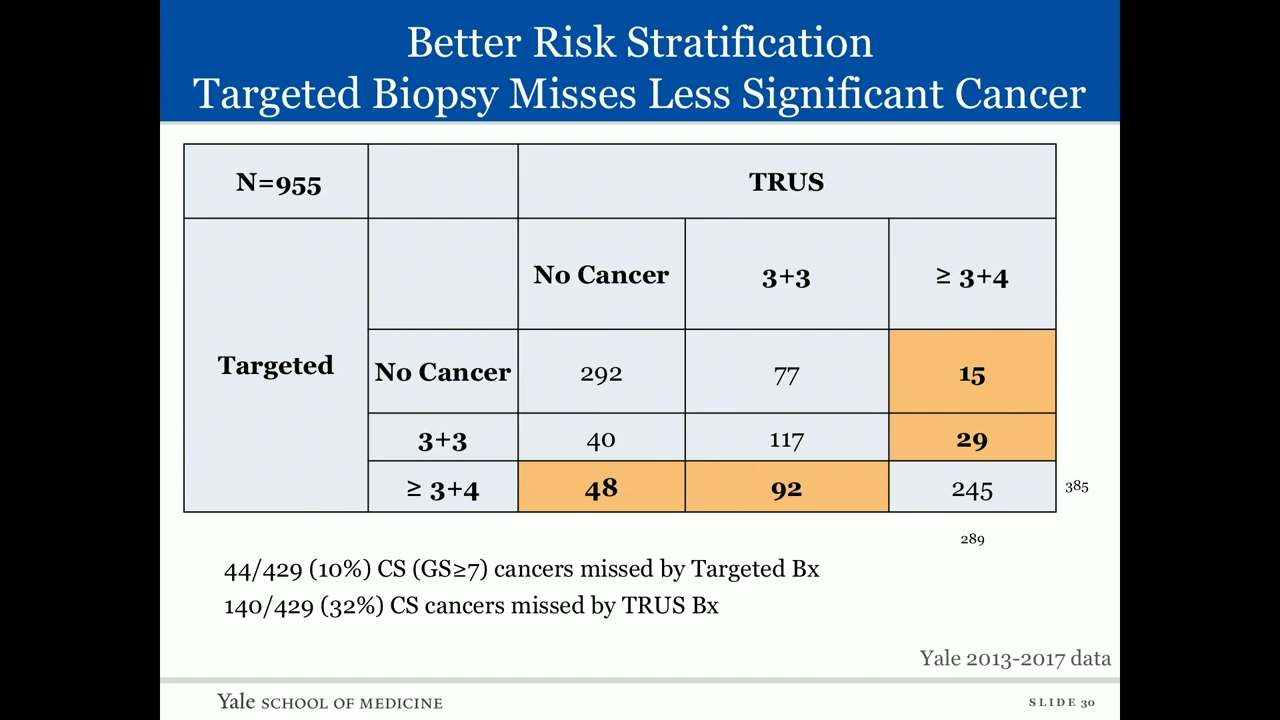 Better Risk Stratification
Targeted Biopsy Misses Less Significant Cancer
N=955 TRUS
No Cancer 3+3 ≥ 3+4
Targeted
No Cancer 292 77 15
3+3 40 117 29
≥ 3+4 48 92 245 385
289
44/429 (10%) CS (GS≥7) cancers missed by Targeted Bx
140/429 (32%) CS cancers missed by TRUS Bx
Yale 2013-2017 data
Yale SCHOOL OF MEDICINE
SLIDE 30